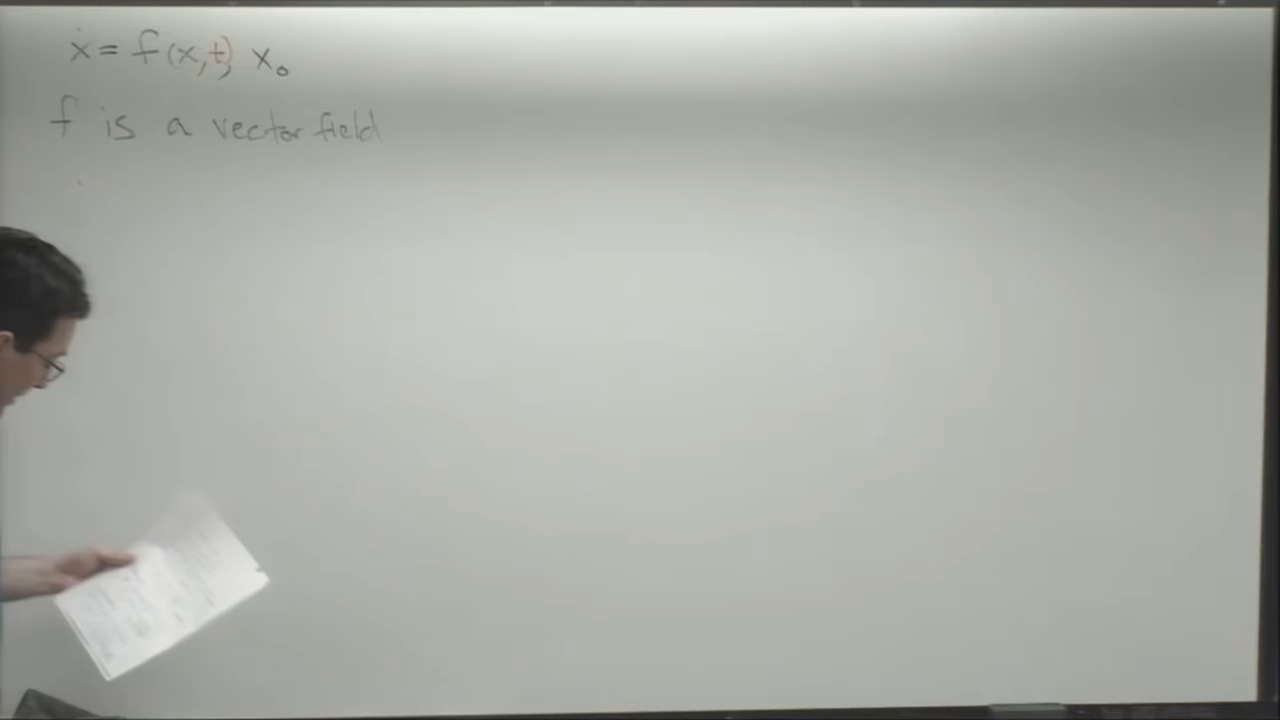 ẋ = f(x,t) x₀
f is a vector field